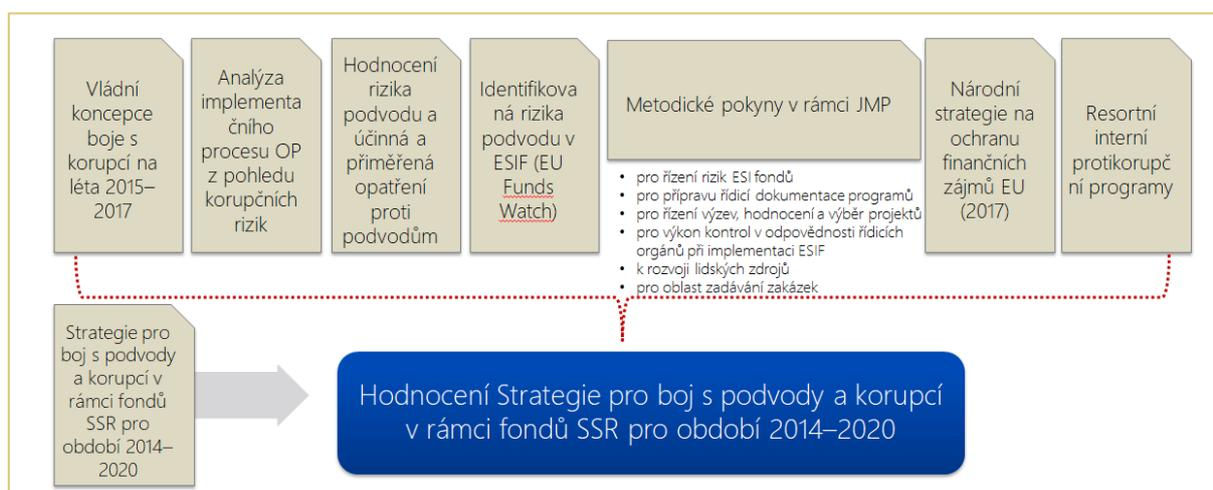 Vládní
koncepce
boje s
korupcí na
léta 2015–
2017
Analýza
implementa
čního
procesu OP
z pohledu
korupčních
rizik
Hodnocení
rizika
podvodu a
účinná a
přiměřená
opatření
proti
podvodům
Identifikova
ná rizika
podvodu v
ESIF (EU
Funds
Watch)
Metodické pokyny v rámci JMP
• pro řízení rizik ESI fondů
• pro přípravu řídicí dokumentace programů
• pro řízení výzev, hodnocení a výběr projektů
• pro výkon kontrol v odpovědnosti řídicích
orgánů při implementaci ESIF
• k rozvoji lidských zdrojů
• pro oblast zadávání zakázek
Národní
strategie na
ochranu
finančních
zájmů EU
(2017)
Resortní
interní
protikorupč
ní programy
Strategie pro
boj s podvody
a korupcí v
rámci fondů
SSR pro
období 2014–
2020
Hodnocení Strategie pro boj s podvody a korupcí
v rámci fondů SSR pro období 2014–2020